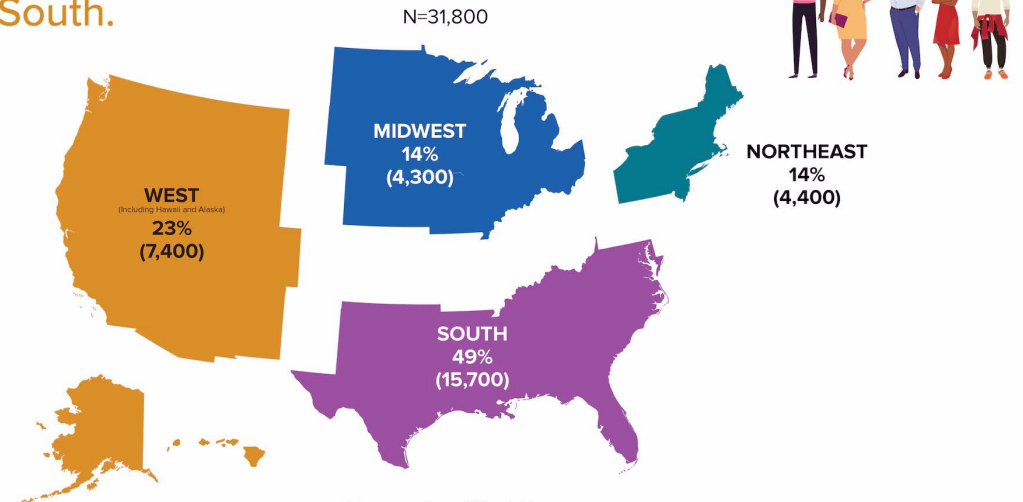 South.
N=31,800
MIDWEST
14%
(4,300)
NORTHEAST
14%
(4,400)
WEST
(Including Hawaii and Alaska)
23%
(7,400)
SOUTH
49%
(15,700)